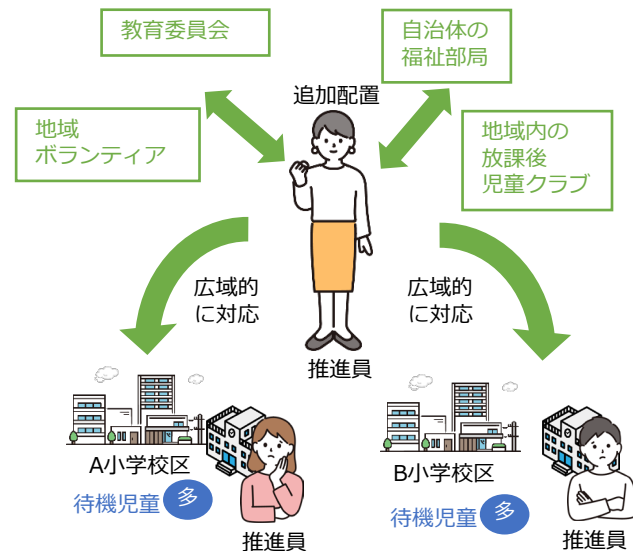 教育委員会
自治体の
福祉部局
追加配置
地域
ボランティア
地域内の
放課後
児童クラブ
広域的
に対応
広域的
に対応
推進員
A小学校区
待機児童 多
推進員
B小学校区
待機児童 多
推進員